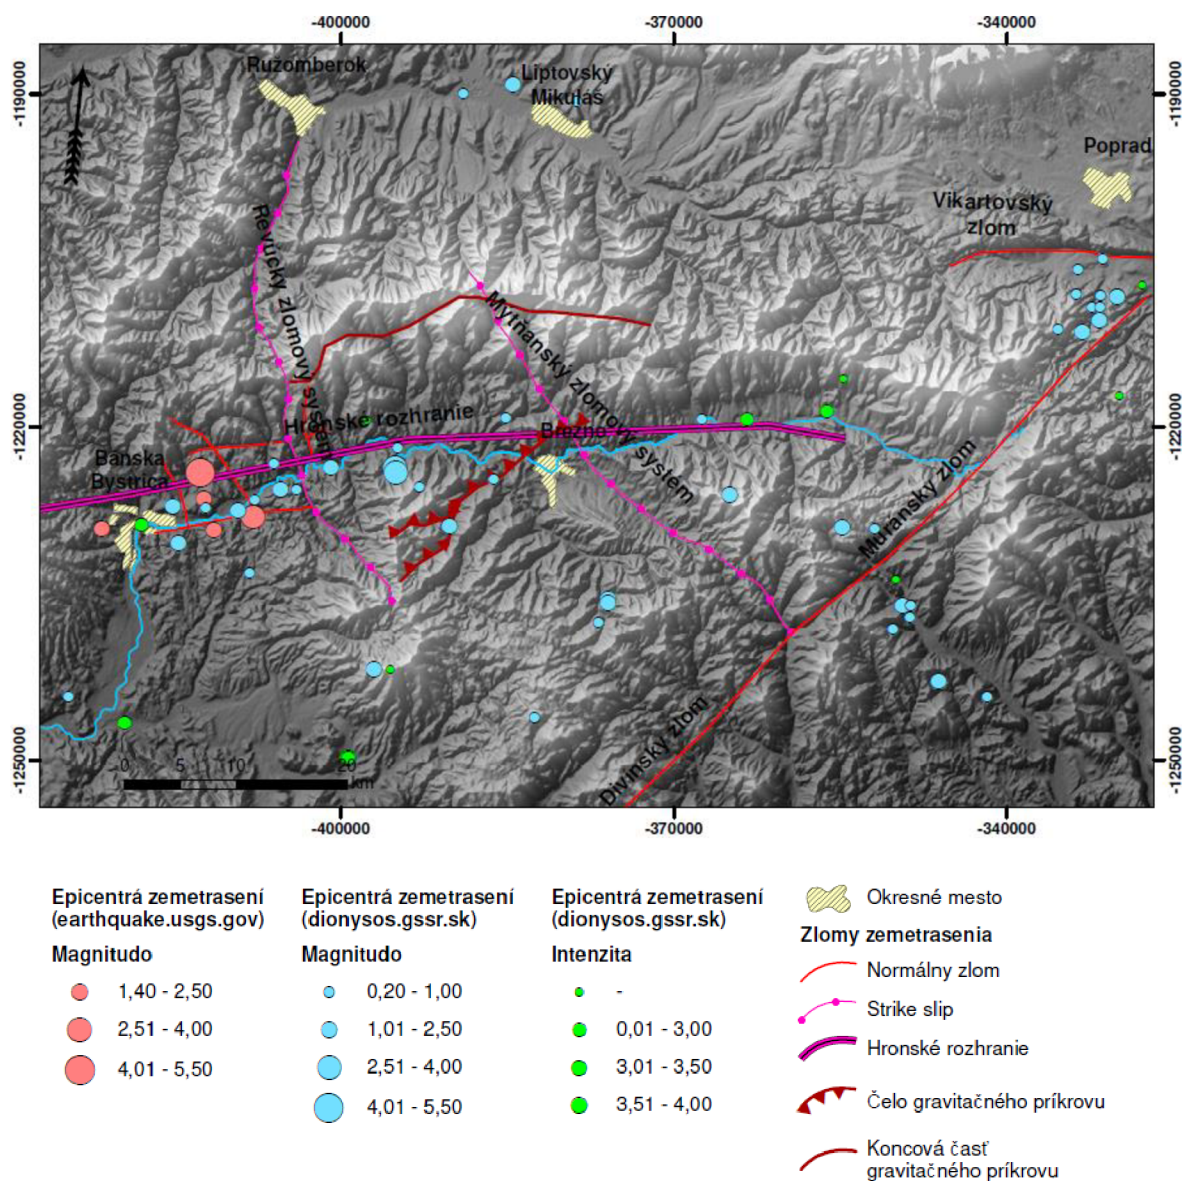 -400000
-370000
-340000
-1190000
-1190000
Ružomberok
Liptovský
Mikuláš
Poprad
Vikartovský
zlom
Revúcky zlomový systém
Mýtňanský zlomový systém
Hronské rozhranie
-1220000
-1220000
Brezno
Banská
Bystrica
Muránsky zlom
Divínsky zlom
-1250000
-1250000
0 5 10 20
km
-400000
-370000
-340000
Epicentrá zemetrasení
(earthquake.usgs.gov)
Magnitudo
1,40 - 2,50
2,51 - 4,00
4,01 - 5,50
Epicentrá zemetrasení
(dionysos.gssr.sk)
Magnitudo
0,20 - 1,00
1,01 - 2,50
2,51 - 4,00
4,01 - 5,50
Epicentrá zemetrasení
(dionysos.gssr.sk)
Intenzita
-
0,01 - 3,00
3,01 - 3,50
3,51 - 4,00
Okresné mesto
Zlomy zemetrasenia
Normálny zlom
Strike slip
Hronské rozhranie
Čelo gravitačného príkrovu
Koncová časť
gravitačného príkrovu